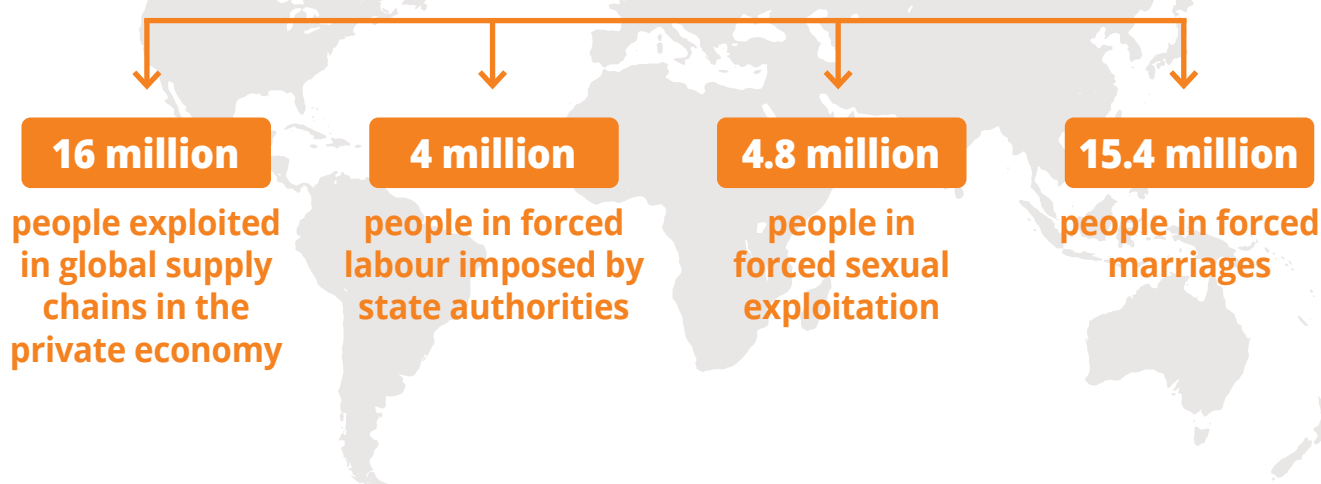 16 million
people exploited
in global supply
chains in the
private economy
4 million
people in forced
labour imposed by
state authorities
4.8 million
people in
forced sexual
exploitation
15.4 million
people in forced
marriages